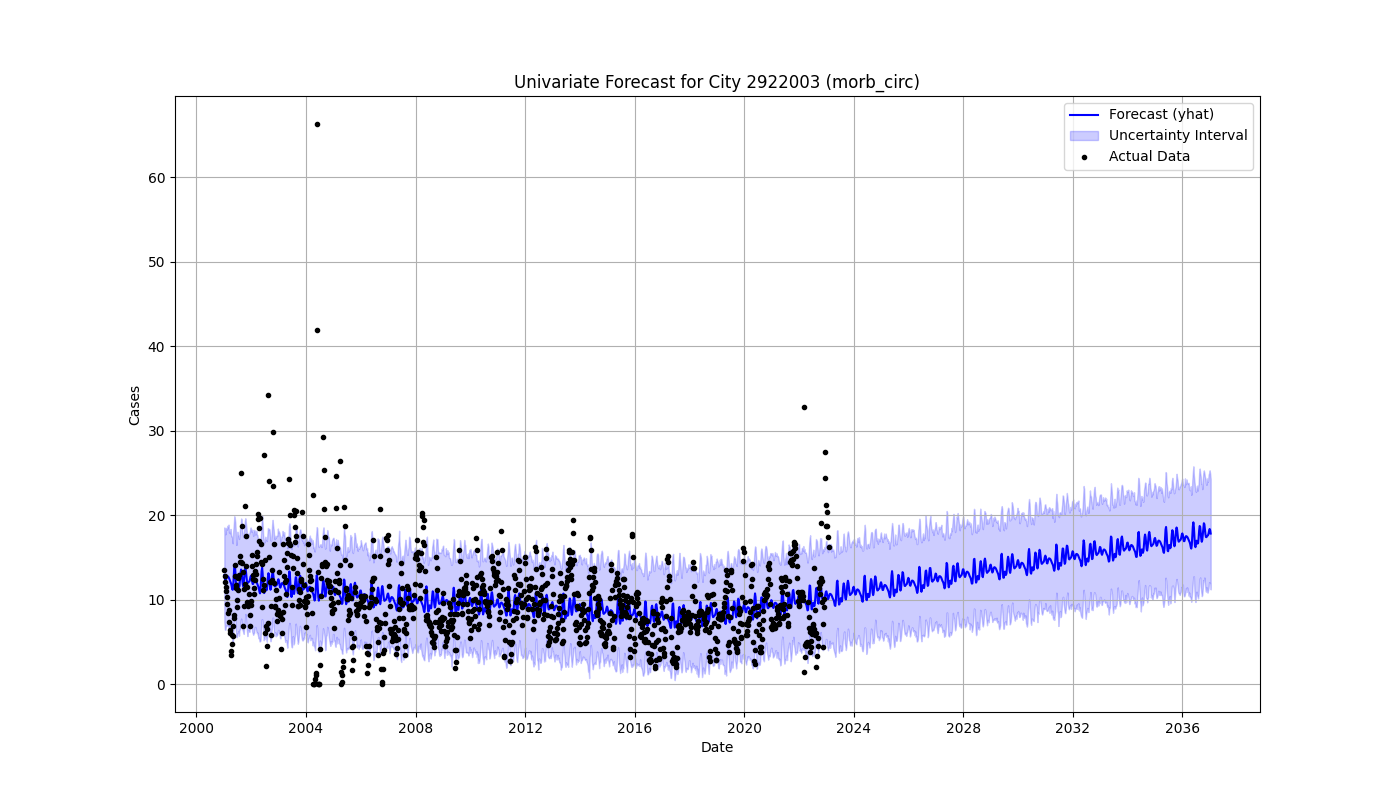 Univariate Forecast for City 2922003 (morb_circ)
Forecast (yhat)
Uncertainty Interval
Actual Data
Cases
60
50
40
30
20
10
0
2000 2004 2008 2012 2016 2020 2024 2028 2032 2036
Date